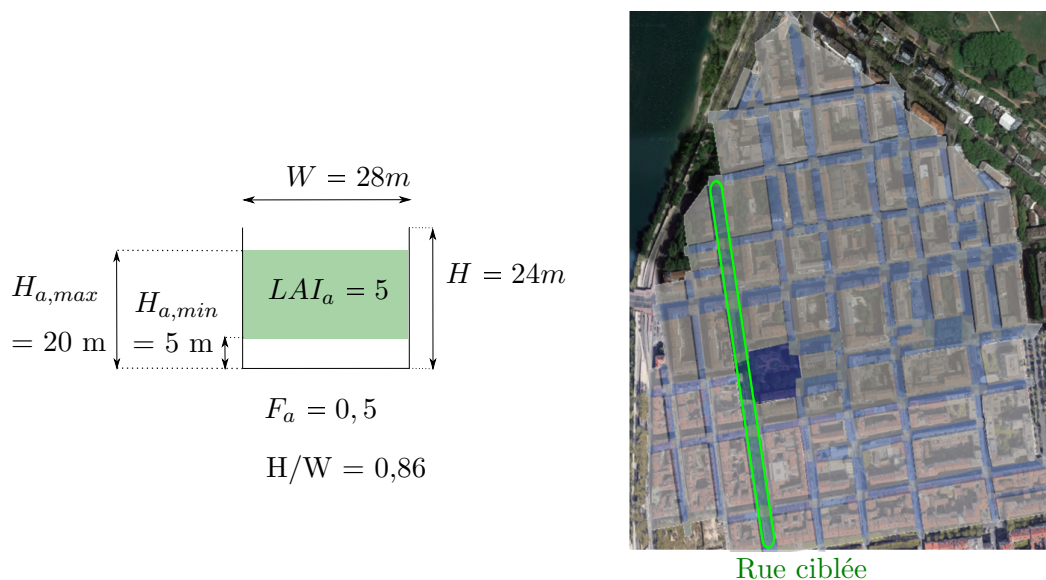 W = 28m
H_{a,max}
= 20 m
H_{a,min}
= 5 m
LAI_a = 5
H = 24m
F_a = 0, 5
H/W = 0,86
Rue ciblée